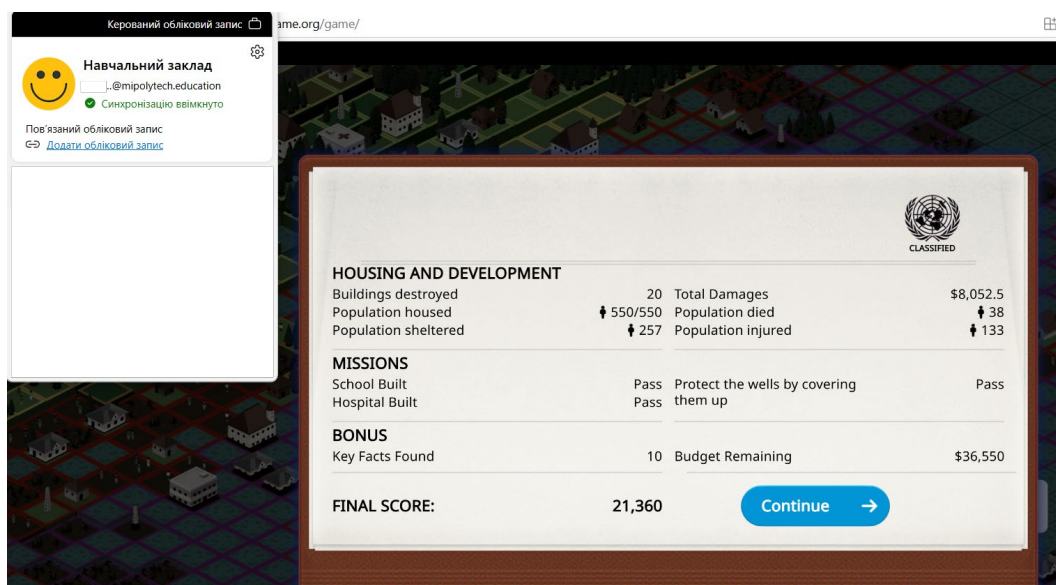 Керований обліковий запис
ame.org/game/
Навчальний заклад
..@mipolytech.education
Синхронізацію ввімкнуто
Пов’язаний обліковий запис
Додати обліковий запис
CLASSIFIED
HOUSING AND DEVELOPMENT
Buildings destroyed 20 Total Damages $8,052.5
Population housed 550/550 Population died 38
Population sheltered 257 Population injured 133
MISSIONS
School Built Pass Protect the wells by covering Pass
Hospital Built Pass them up
BONUS
Key Facts Found 10 Budget Remaining $36,550
FINAL SCORE: 21,360 Continue